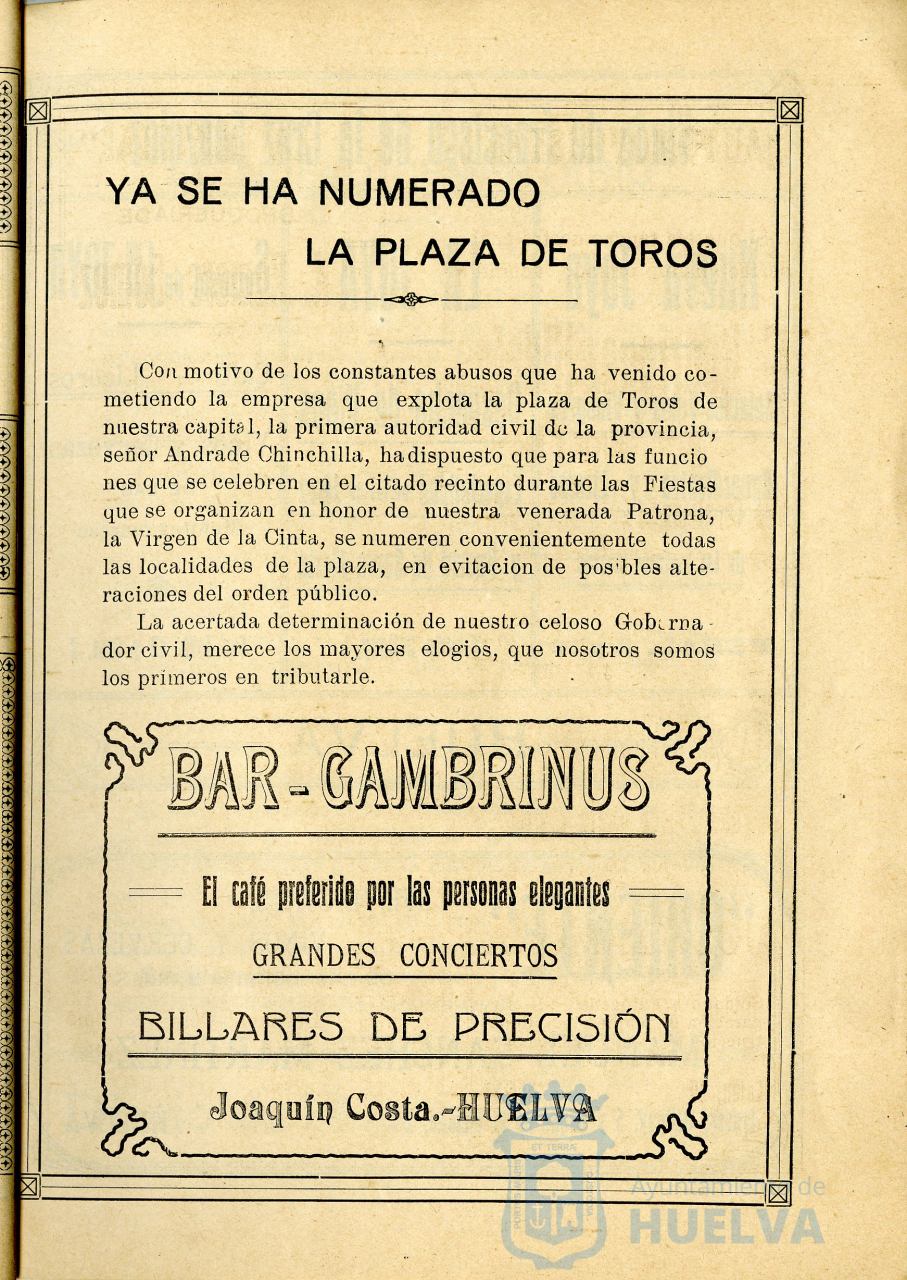 YA SE HA NUMERADO
LA PLAZA DE TOROS
Con motivo de los constantes abusos que ha venido co-
metiendo la empresa que explota la plaza de Toros de
nuestra capital, la primera autoridad civil de la provincia,
señor Andrade Chinchilla, hadispuesto que para las funcio
nes que se celebren en el citado recinto durante las Fiestas
que se organizan en honor de nuestra venerada Patrona,
la Virgen de la Cinta, se numeren convenientemente todas
las localidades de la plaza, en evitacion de posibles alte-
raciones del orden público.
La acertada determinación de nuestro celoso Goberna-
dor civil, merece los mayores elogios, que nosotros somos
los primeros en tributarle.
BAR-GAMBRINUS
El café preferido por las personas elegantes
GRANDES CONCIERTOS
BILLARES DE PRECISIÓN
Joaquín Costa.-HUELVA
ET TERRA
Ayuntamiento de
HUELVA